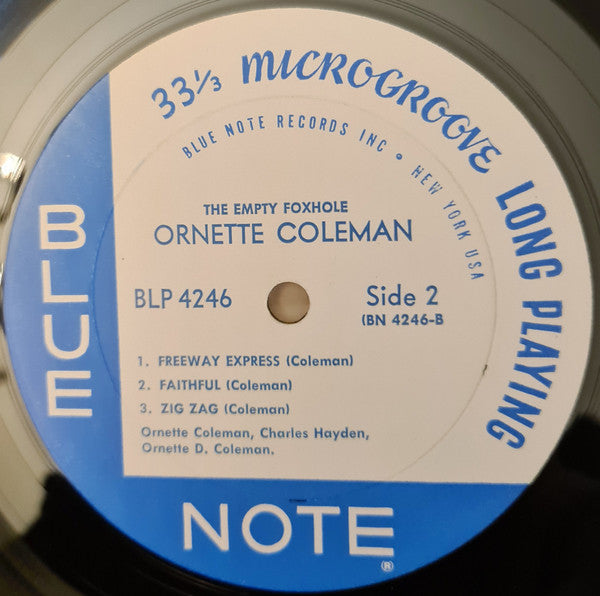 33⅓ MICROGROOVE LONG PLAYING
BLUE NOTE RECORDS INC • NEW YORK USA
THE EMPTY FOXHOLE
ORNETTE COLEMAN
BLP 4246
Side 2
(BN 4246-B
1. FREEWAY EXPRESS (Coleman)
2. FAITHFUL (Coleman)
3. ZIG ZAG (Coleman)
Ornette Coleman, Charles Hayden,
Ornette D. Coleman.
BLUE
NOTE®